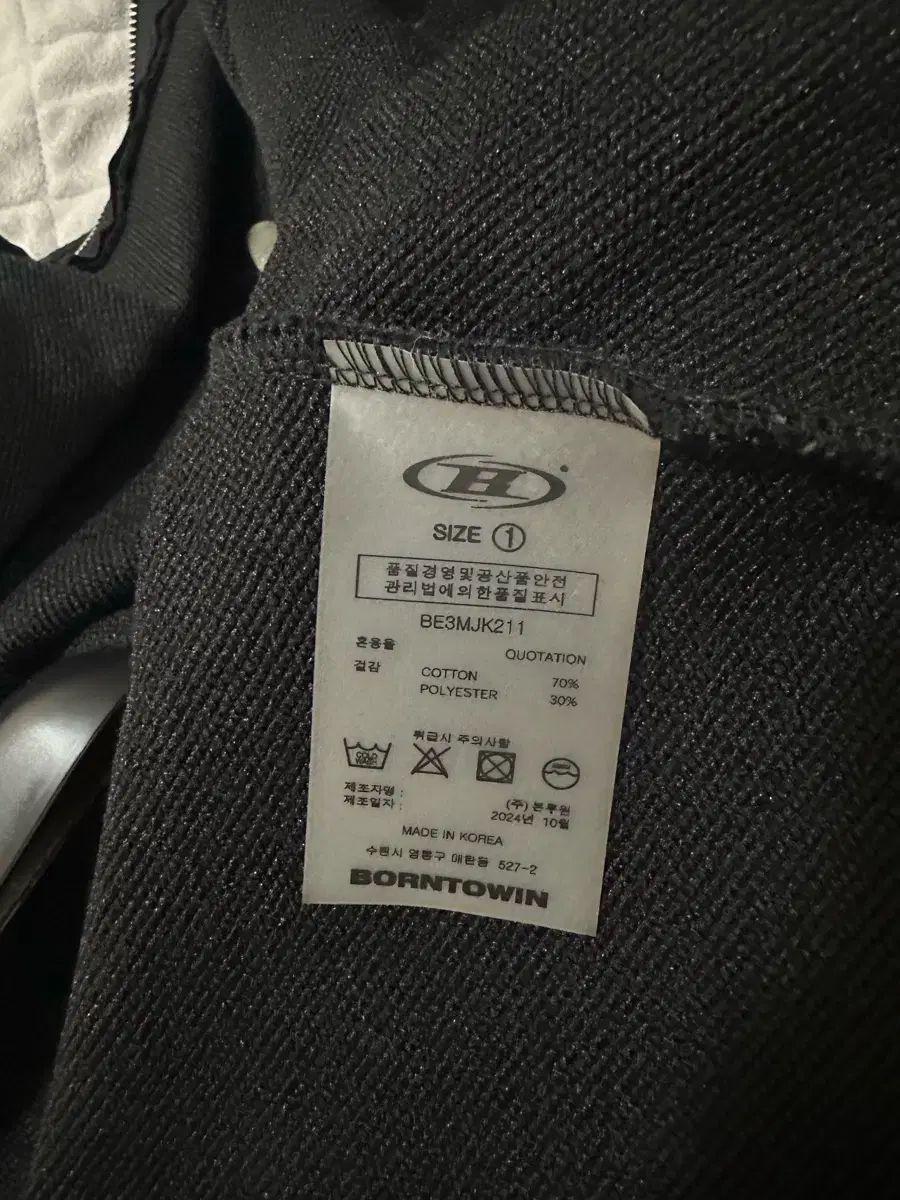 B
SIZE ①
품질경영및공산품안전
관리법에의한품질표시
BE3MJK211
혼용율 QUOTATION
겉감 COTTON 70%
POLYESTER 30%
취급시 주의사항
제조자명 : (주)본투윈
제조일자 : 2024년 10월
MADE IN KOREA
수원시 영통구 매탄동 527-2
BORNTOWIN